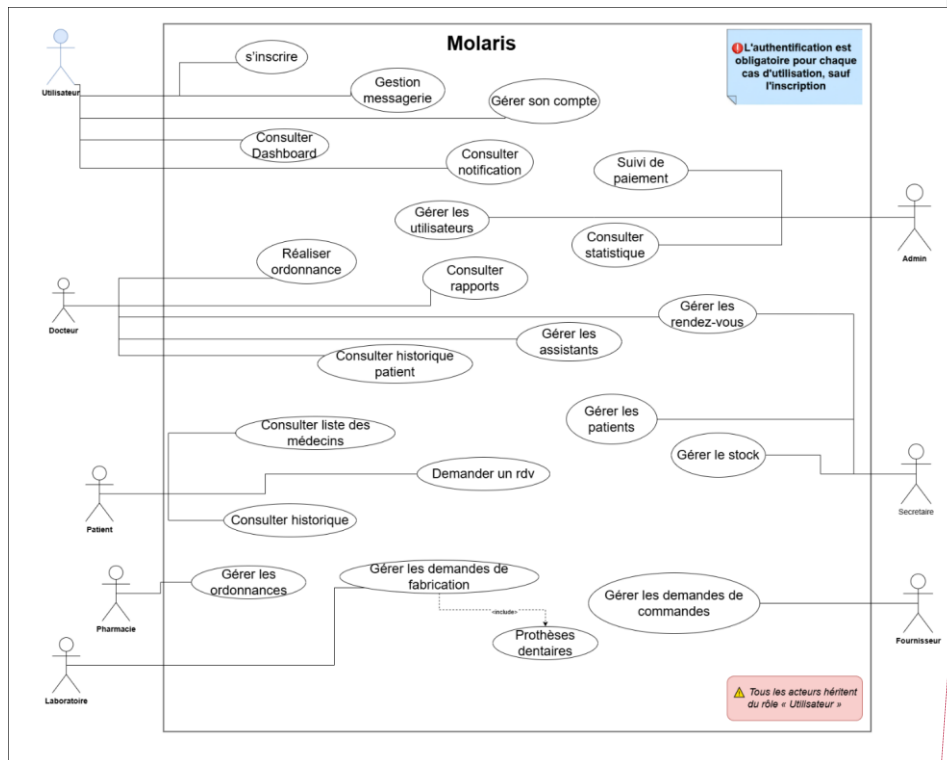 Molaris
L'authentification est
obligatoire pour chaque
cas d'utilisation, sauf
l'inscription
Utilisateur
s'inscrire
Gestion
messagerie
Gérer son compte
Consulter
Dashboard
Consulter
notification
Suivi de
paiement
Gérer les
utilisateurs
Consulter
statistique
Admin
Réaliser
ordonnance
Consulter
rapports
Docteur
Gérer les
rendez-vous
Gérer les
assistants
Consulter historique
patient
Gérer les
patients
Consulter liste des
médecins
Gérer le stock
Demander un rdv
Secretaire
Patient
Consulter historique
Gérer les
ordonnances
Pharmacie
Gérer les demandes de
fabrication
«include»
Gérer les demandes de
commandes
Fournisseur
Prothèses
dentaires
Laboratoire
Tous les acteurs héritent
du rôle « Utilisateur »